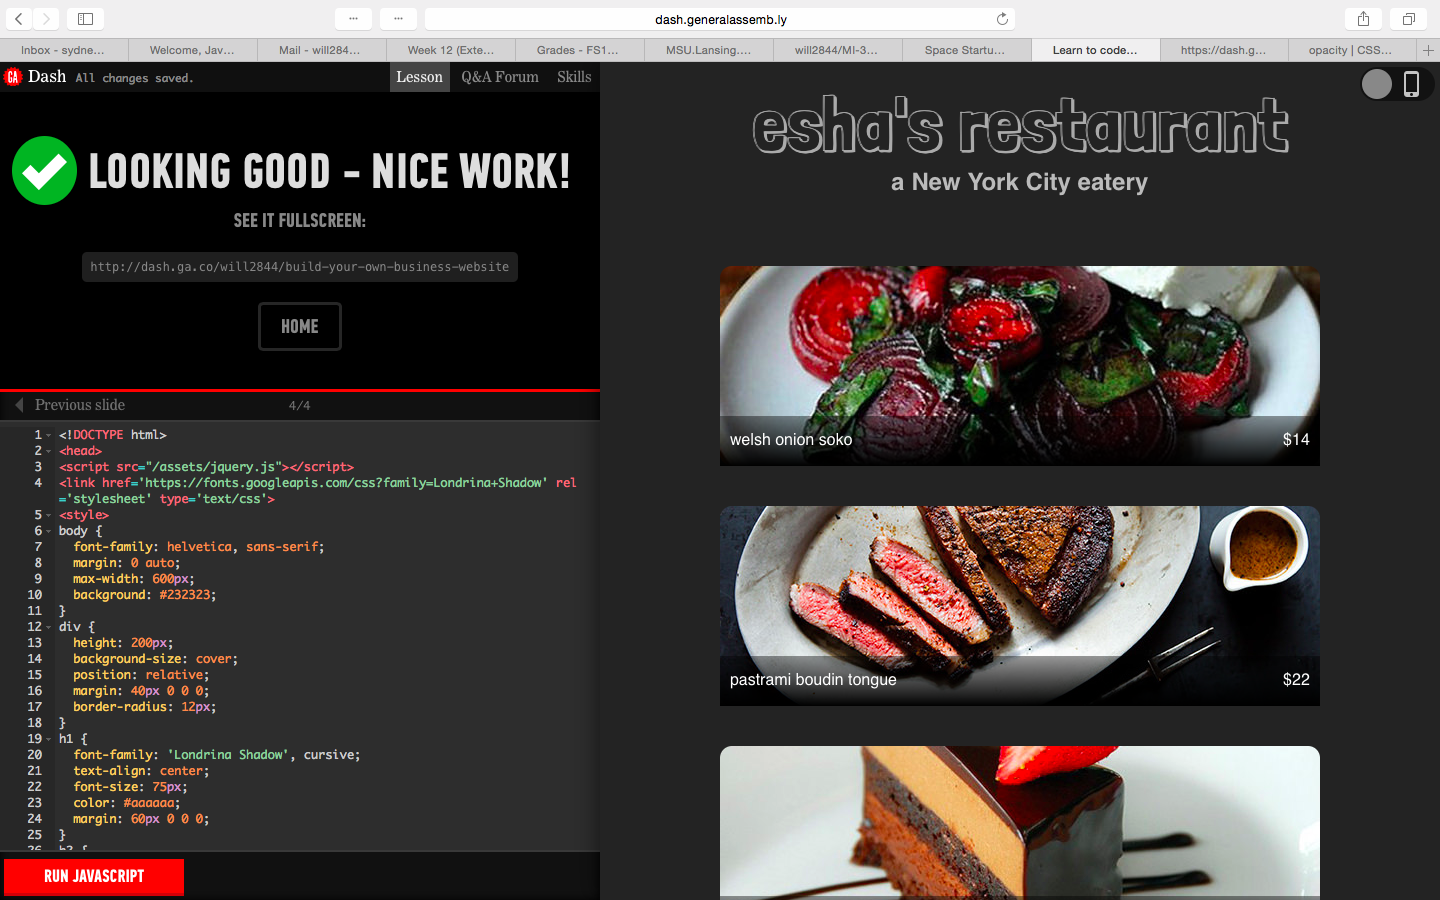 dash.generalassemb.ly
Inbox - sydne...
Welcome, Jav...
Mail - will284...
Week 12 (Exte...
Grades - FS1...
MSU.Lansing....
will2844/MI-3...
Space Startu...
Learn to code...
https://dash.g...
opacity | CSS...
GA Dash All changes saved.
Lesson
Q&A Forum
Skills
LOOKING GOOD - NICE WORK!
SEE IT FULLSCREEN:
http://dash.ga.co/will2844/build-your-own-business-website
HOME
Previous slide
4/4
1 <!DOCTYPE html>
2 <head>
3 <script src="/assets/jquery.js"></script>
4 <link href='https://fonts.googleapis.com/css?family=Londrina+Shadow' rel
='stylesheet' type='text/css'>
5 <style>
6 body {
7 font-family: helvetica, sans-serif;
8 margin: 0 auto;
9 max-width: 600px;
10 background: #232323;
11 }
12 div {
13 height: 200px;
14 background-size: cover;
15 position: relative;
16 margin: 40px 0 0 0;
17 border-radius: 12px;
18 }
19 h1 {
20 font-family: 'Londrina Shadow', cursive;
21 text-align: center;
22 font-size: 75px;
23 color: #aaaaaa;
24 margin: 60px 0 0 0;
25 }
RUN JAVASCRIPT
esha's restaurant
a New York City eatery
welsh onion soko $14
pastrami boudin tongue $22